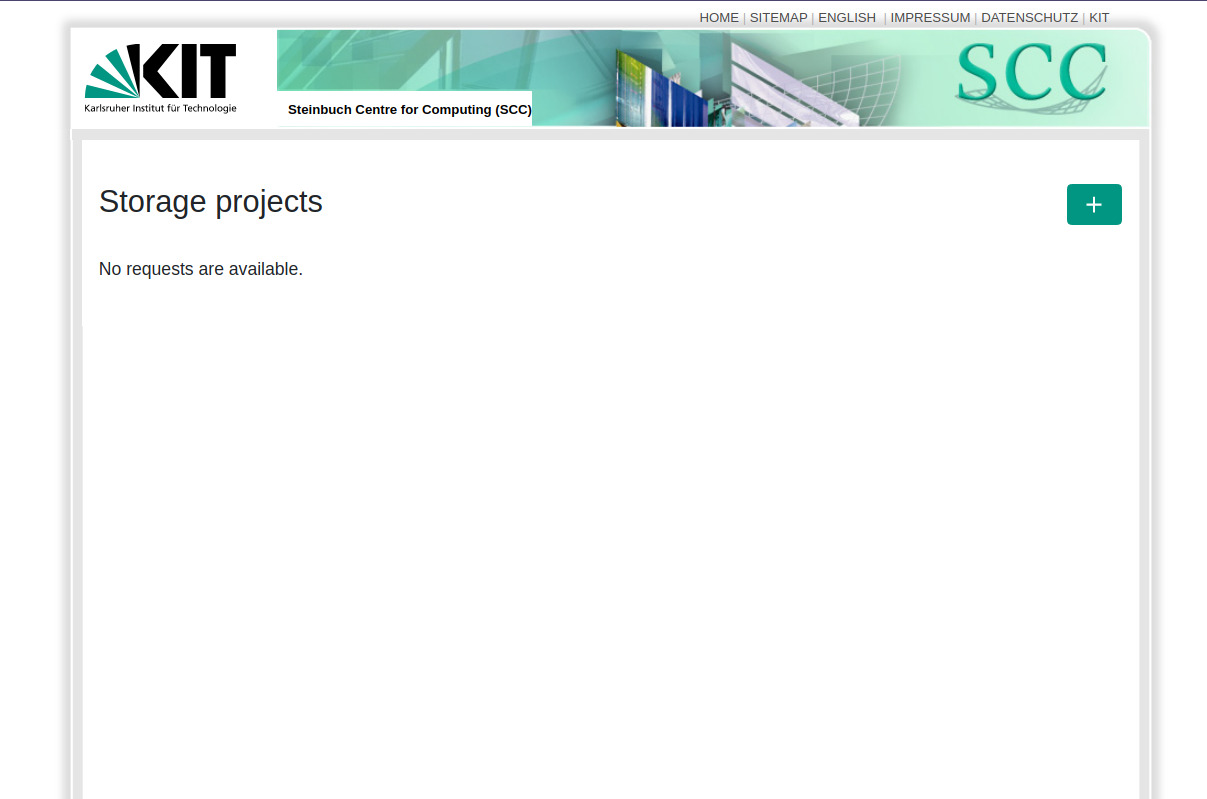 HOME | SITEMAP | ENGLISH | IMPRESSUM | DATENSCHUTZ | KIT
KIT
Karlsruher Institut für Technologie
Steinbuch Centre for Computing (SCC)
SCC
Storage projects
+
No requests are available.